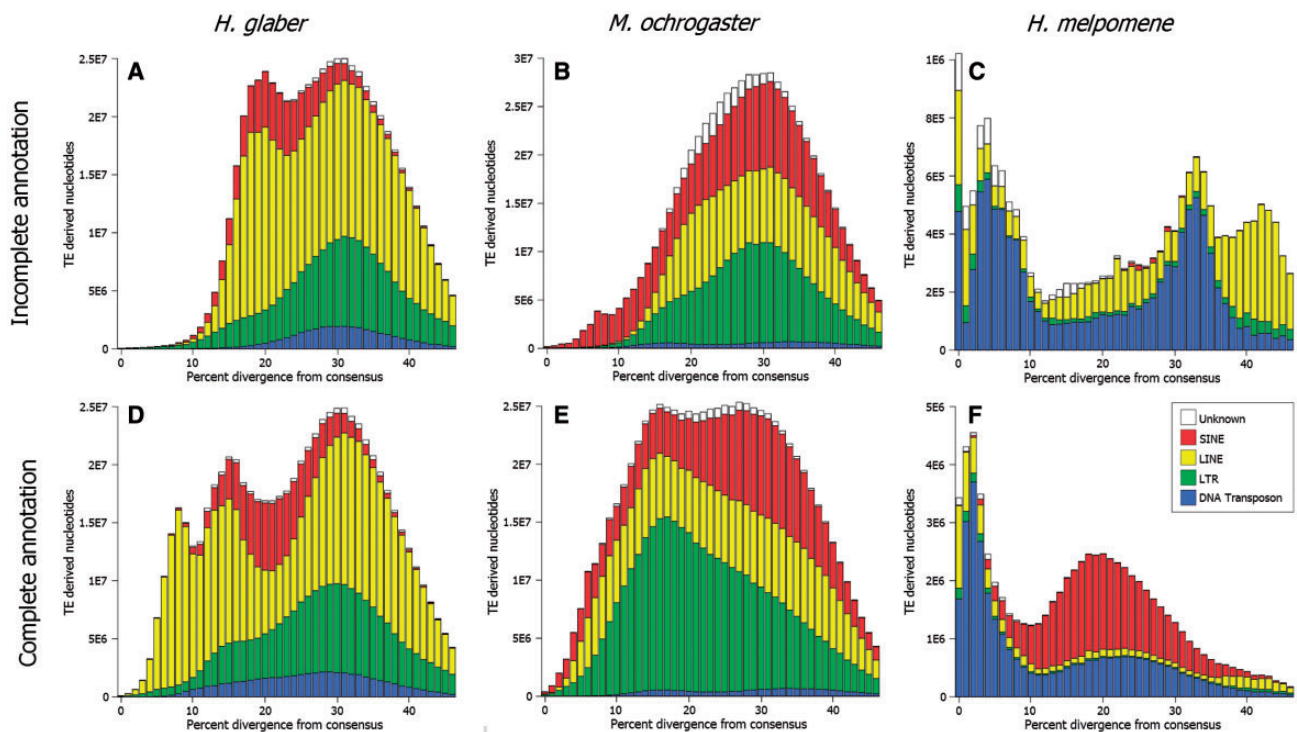 H. glaber
M. ochrogaster
H. melpomene
Incomplete annotation
A
TE derived nucleotides
2.5E7
2E7
1.5E7
1E7
5E6
0
0 10 20 30 40
Percent divergence from consensus
B
TE derived nucleotides
3E7
2.5E7
2E7
1.5E7
1E7
5E6
0
0 10 20 30 40
Percent divergence from consensus
C
TE derived nucleotides
1E6
8E5
6E5
4E5
2E5
0
0 10 20 30 40
Percent divergence from consensus
Complete annotation
D
TE derived nucleotides
2.5E7
2E7
1.5E7
1E7
5E6
0
0 10 20 30 40
Percent divergence from consensus
E
TE derived nucleotides
2.5E7
2E7
1.5E7
1E7
5E6
0
0 10 20 30 40
Percent divergence from consensus
F
TE derived nucleotides
5E6
4E6
3E6
2E6
1E6
0
0 10 20 30 40
Percent divergence from consensus
Unknown
SINE
LINE
LTR
DNA Transposon